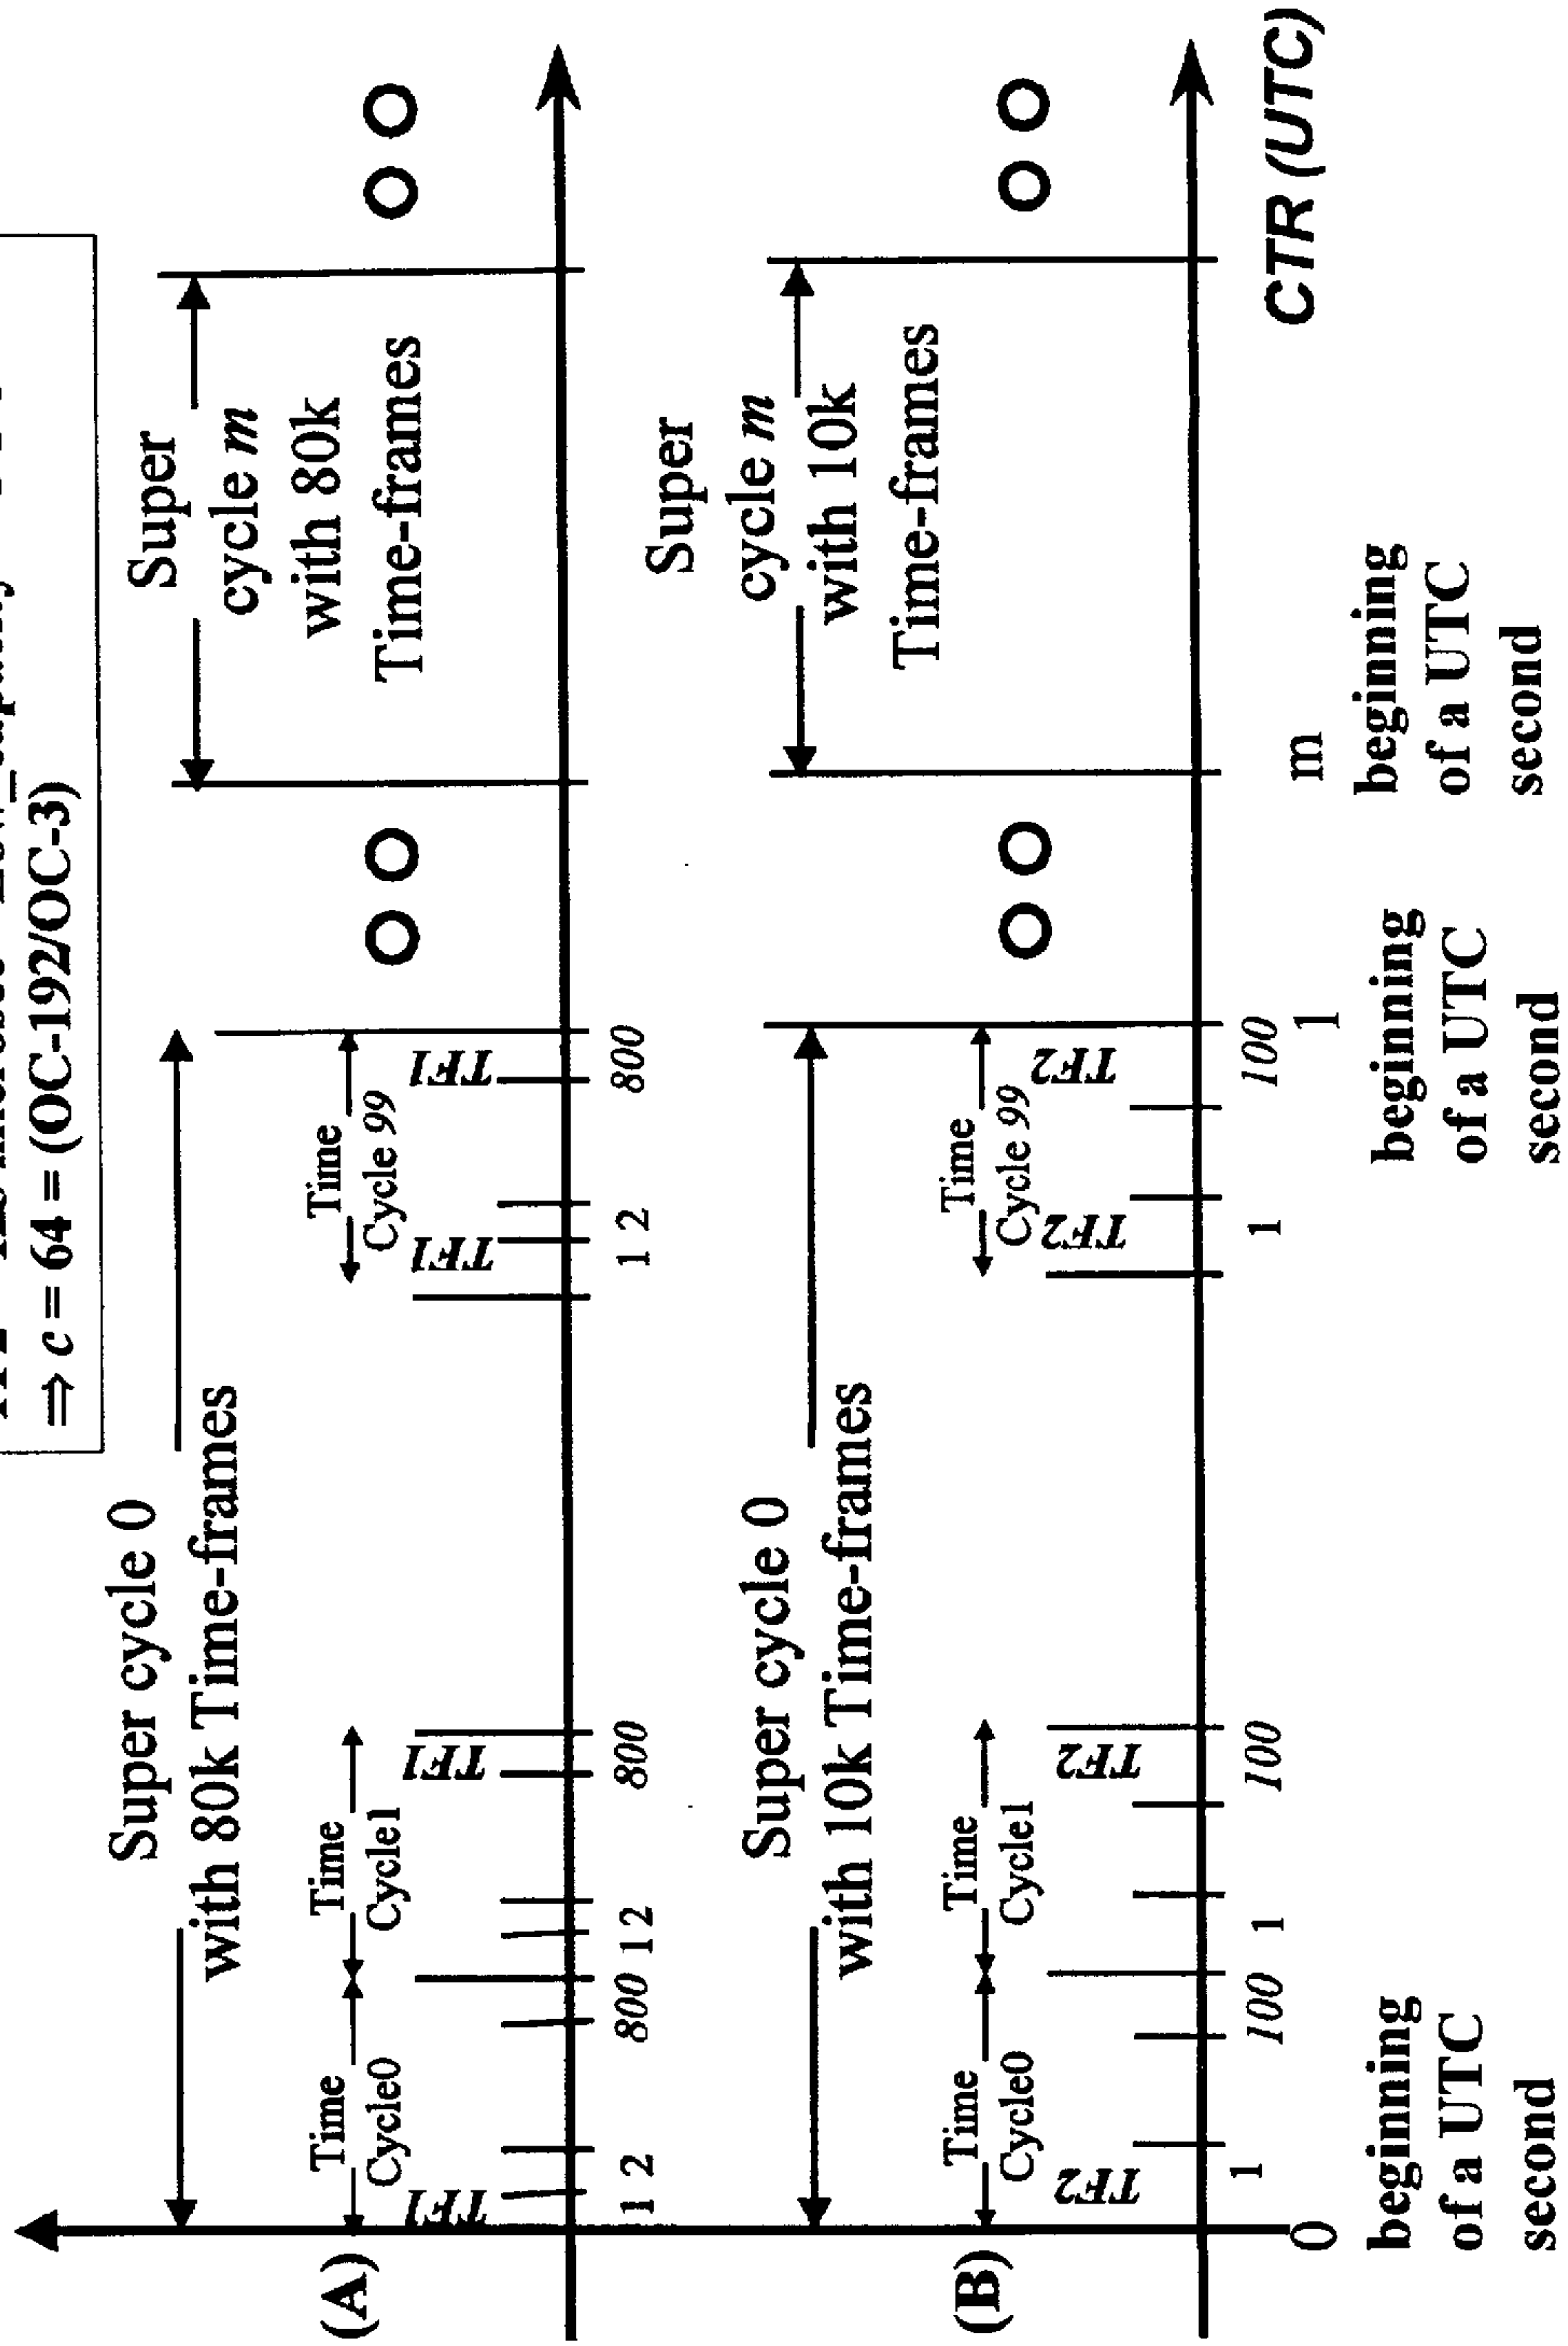 ⇒ c = 64 = (OC-192/OC-3)
Super cycle 0
with 80k Time-frames
Super
cycle m
with 80k
Time-frames
(A)
Time
Cycle0
Time
Cycle1
Time
Cycle 99
TF1
TF1
TF1
TF1
1 2
800
1 2
800
1 2
800
Super cycle 0
with 10k Time-frames
Super
cycle m
with 10k
Time-frames
(B)
Time
Cycle0
Time
Cycle1
Time
Cycle 99
TF2
TF2
TF2
TF2
1
100
1
100
1
100
0
1
m
CTR (UTC)
beginning
of a UTC
second
beginning
of a UTC
second
beginning
of a UTC
second